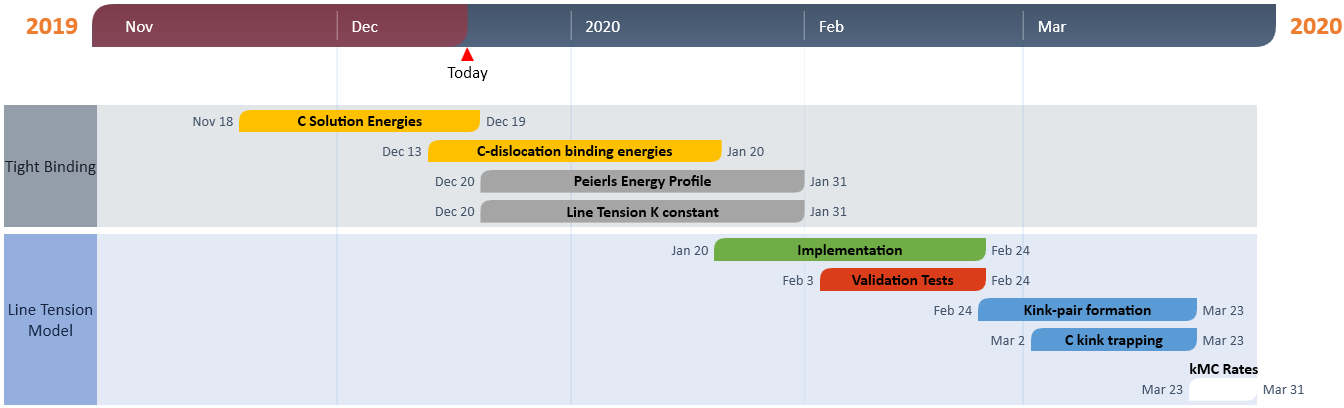 2019
Nov
Dec
2020
Feb
Mar
2020
Today
Tight Binding
Nov 18
C Solution Energies
Dec 19
Dec 13
C-dislocation binding energies
Jan 20
Dec 20
Peierls Energy Profile
Jan 31
Dec 20
Line Tension K constant
Jan 31
Line Tension
Model
Jan 20
Implementation
Feb 24
Feb 3
Validation Tests
Feb 24
Feb 24
Kink-pair formation
Mar 23
Mar 2
C kink trapping
Mar 23
kMC Rates
Mar 23
Mar 31